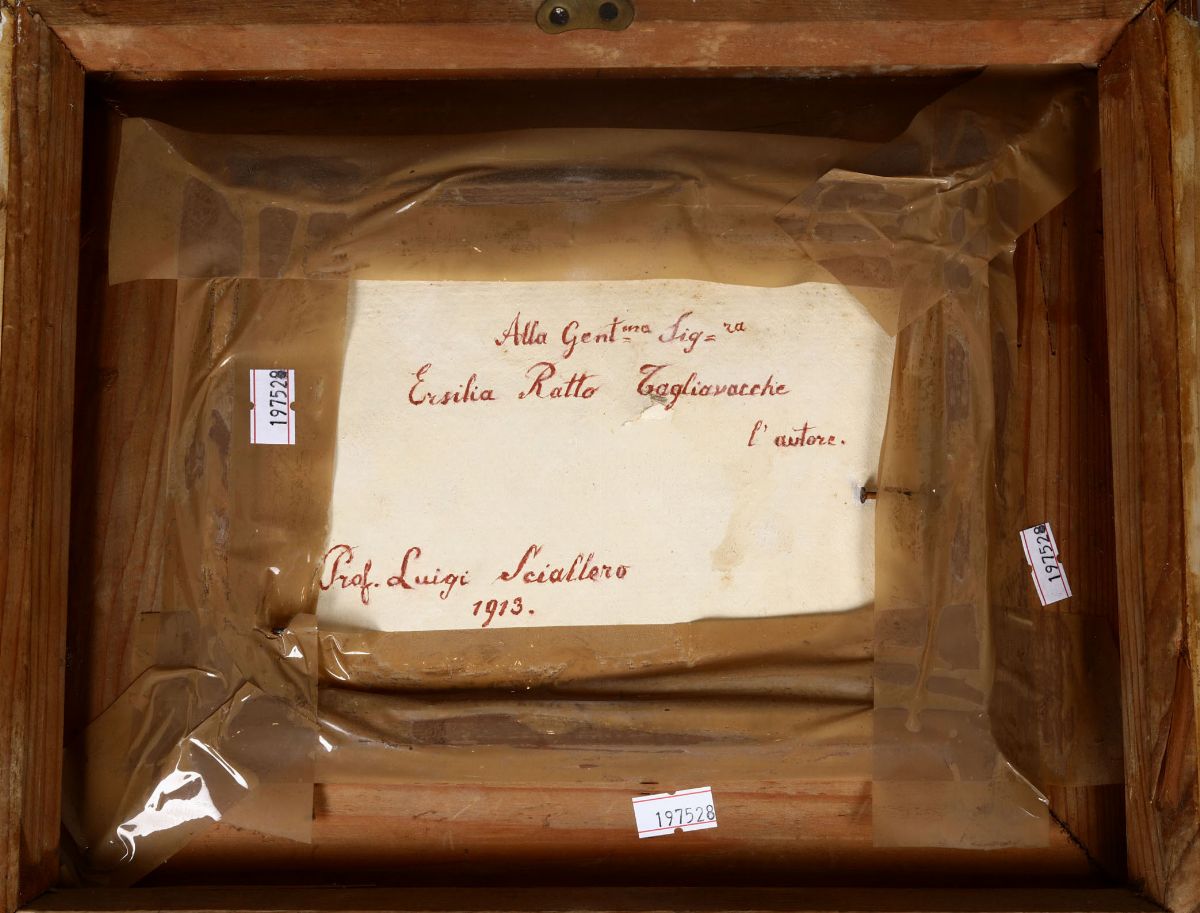 Alla Gent.ma Sig.ra
Ersilia Ratto Tagliavacche
l' autore.
Prof. Luigi Sciallero
1913.
197528
197528
197528